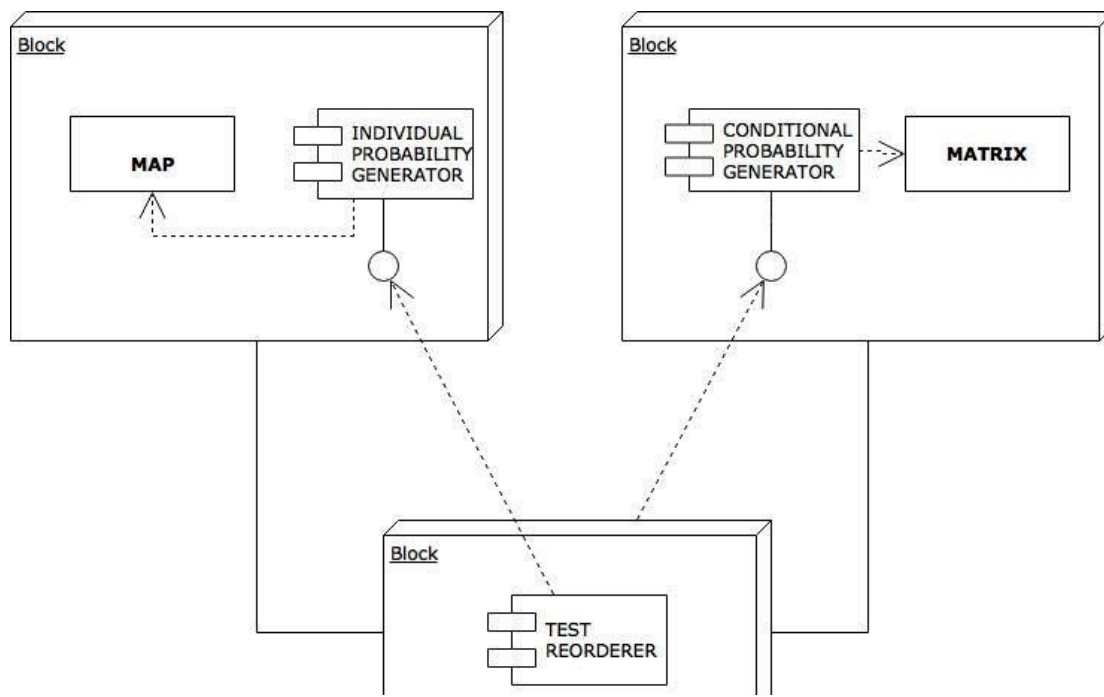 Block
MAP
INDIVIDUAL
PROBABILITY
GENERATOR
Block
CONDITIONAL
PROBABILITY
GENERATOR
MATRIX
Block
TEST
REORDERER